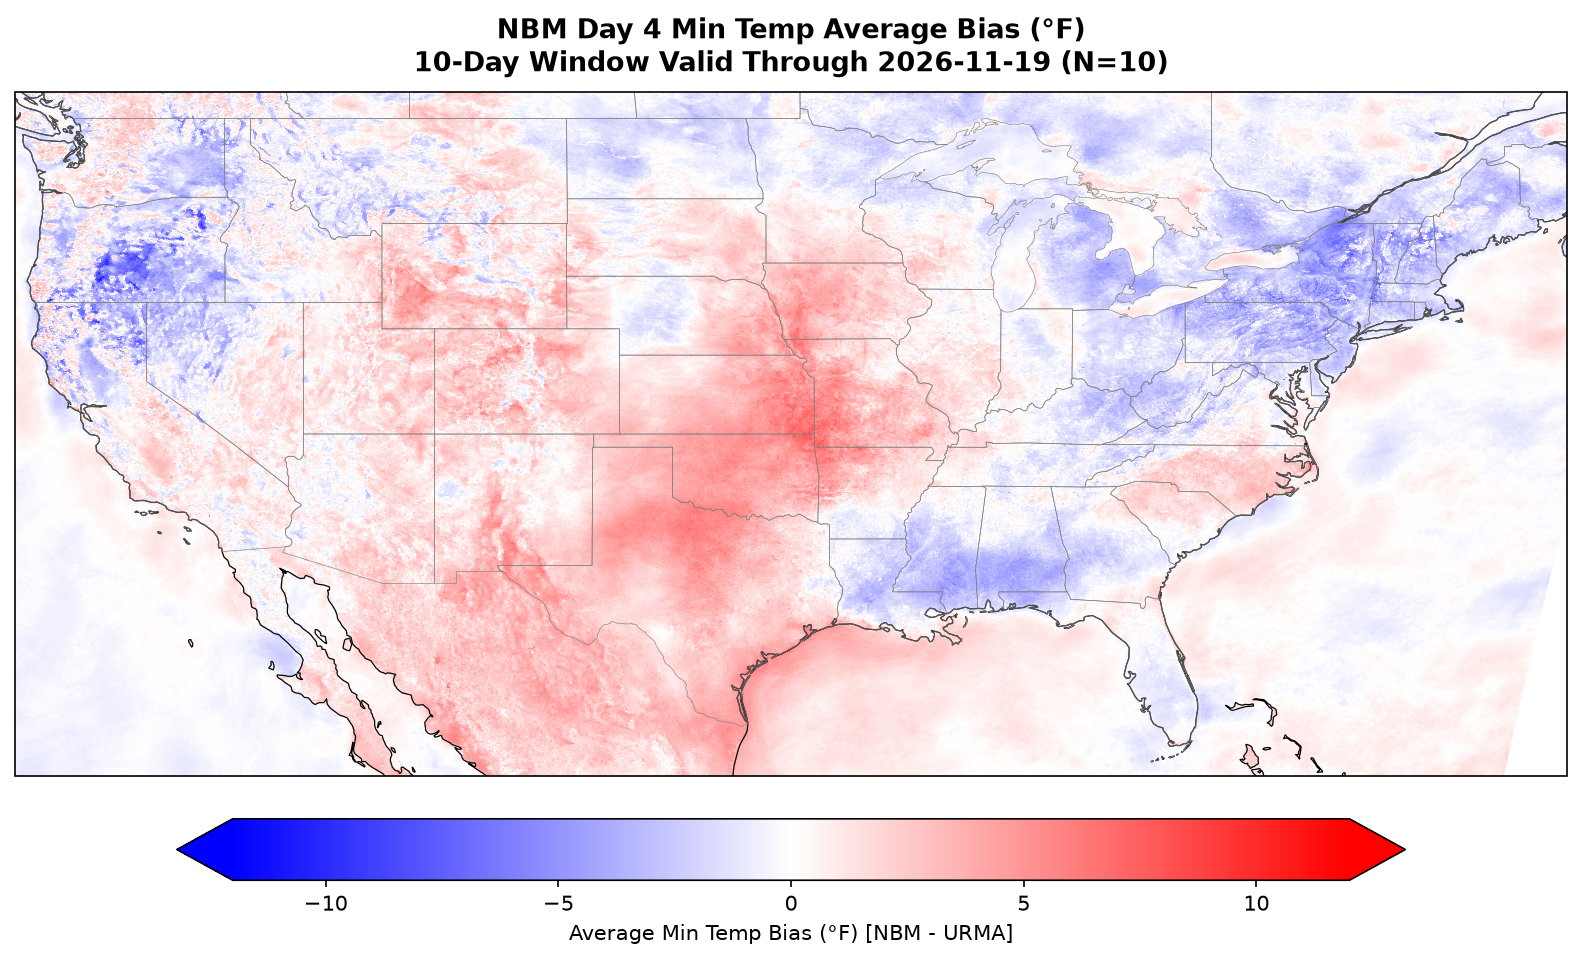 NBM Day 4 Min Temp Average Bias (°F)
10-Day Window Valid Through 2026-11-19 (N=10)
−10 −5 0 5 10
Average Min Temp Bias (°F) [NBM - URMA]